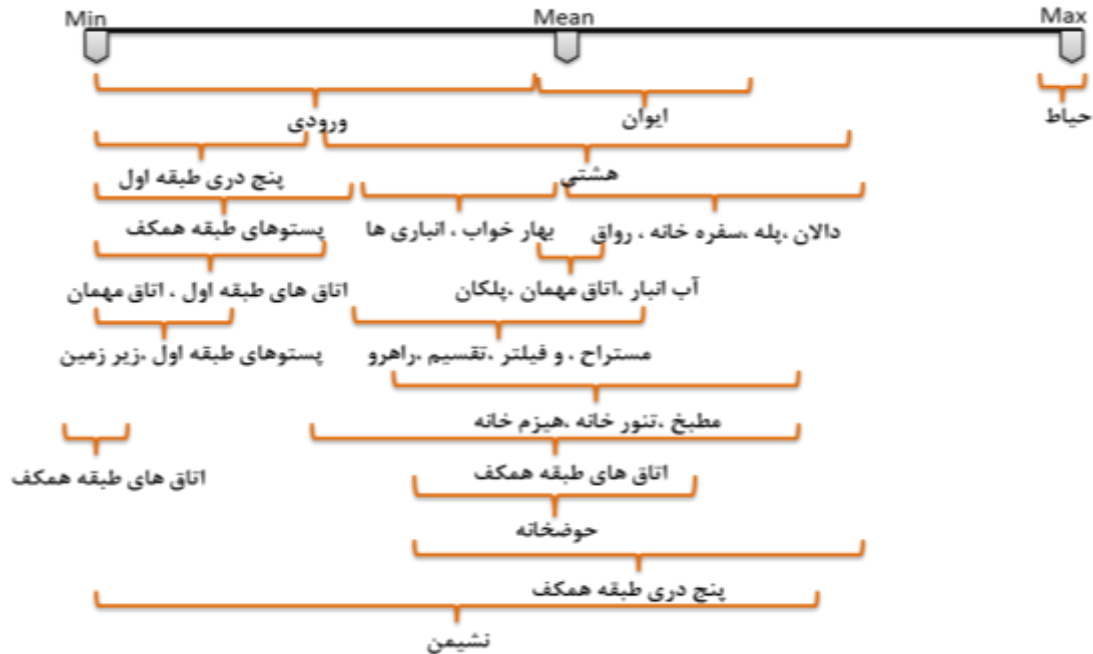 Min Mean Max
ورودی
ایوان
حیاط
پنج دری طبقه اول
هشتی
پستوهای طبقه همکف
بهار خواب ، انباری ها
دالان ،پله ،سفره خانه ، رواق
اتاق های طبقه اول ، اتاق مهمان
آب انبار ،اتاق مهمان ،پلکان
پستوهای طبقه اول ،زیر زمین
مستراح ، و فیلتر ،تقسیم ،راهرو
مطبخ ،تنور خانه ،هیزم خانه
اتاق های طبقه همکف
اتاق های طبقه همکف
حوضخانه
پنج دری طبقه همکف
نشیمن